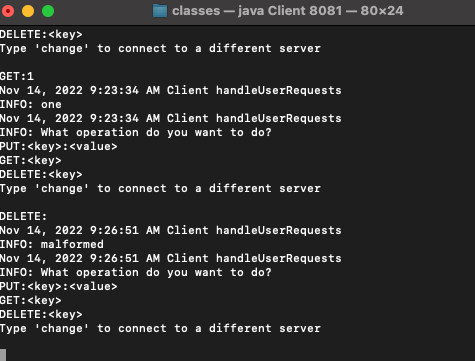 classes — java Client 8081 — 80×24
DELETE:<key>
Type 'change' to connect to a different server
GET:1
Nov 14, 2022 9:23:34 AM Client handleUserRequests
INFO: one
Nov 14, 2022 9:23:34 AM Client handleUserRequests
INFO: What operation do you want to do?
PUT:<key>:<value>
GET:<key>
DELETE:<key>
Type 'change' to connect to a different server
DELETE:
Nov 14, 2022 9:26:51 AM Client handleUserRequests
INFO: malformed
Nov 14, 2022 9:26:51 AM Client handleUserRequests
INFO: What operation do you want to do?
PUT:<key>:<value>
GET:<key>
DELETE:<key>
Type 'change' to connect to a different server